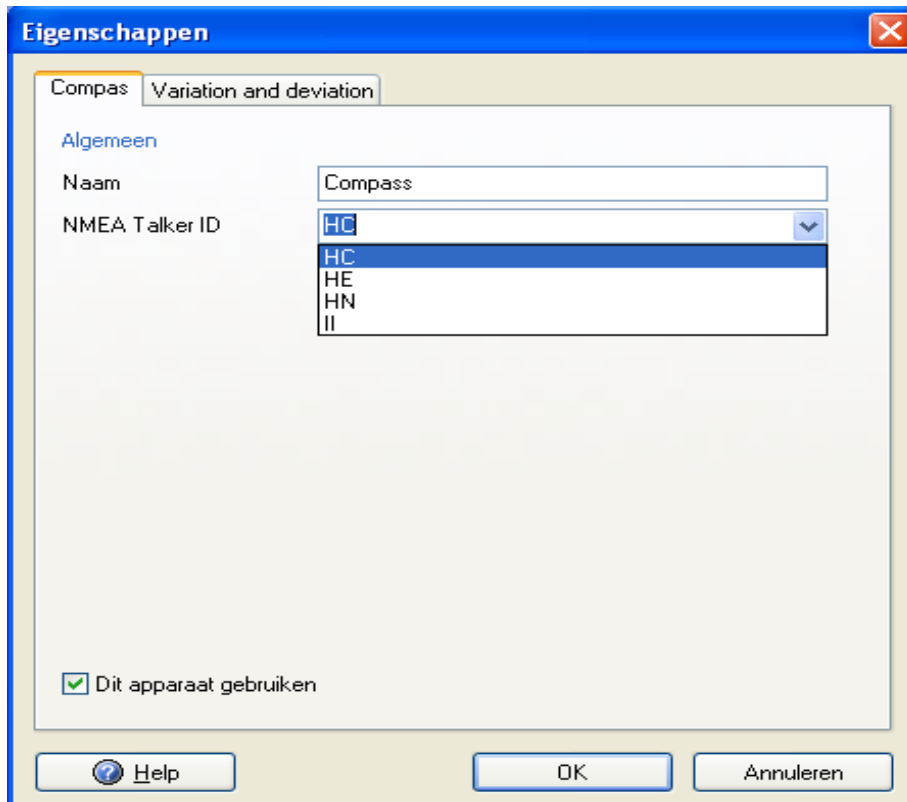 Eigenschappen
Compas Variation and deviation
Algemeen
Naam Compass
NMEA Talker ID HC
HC
HE
HN
II
Dit apparaat gebruiken
Help OK Annuleren